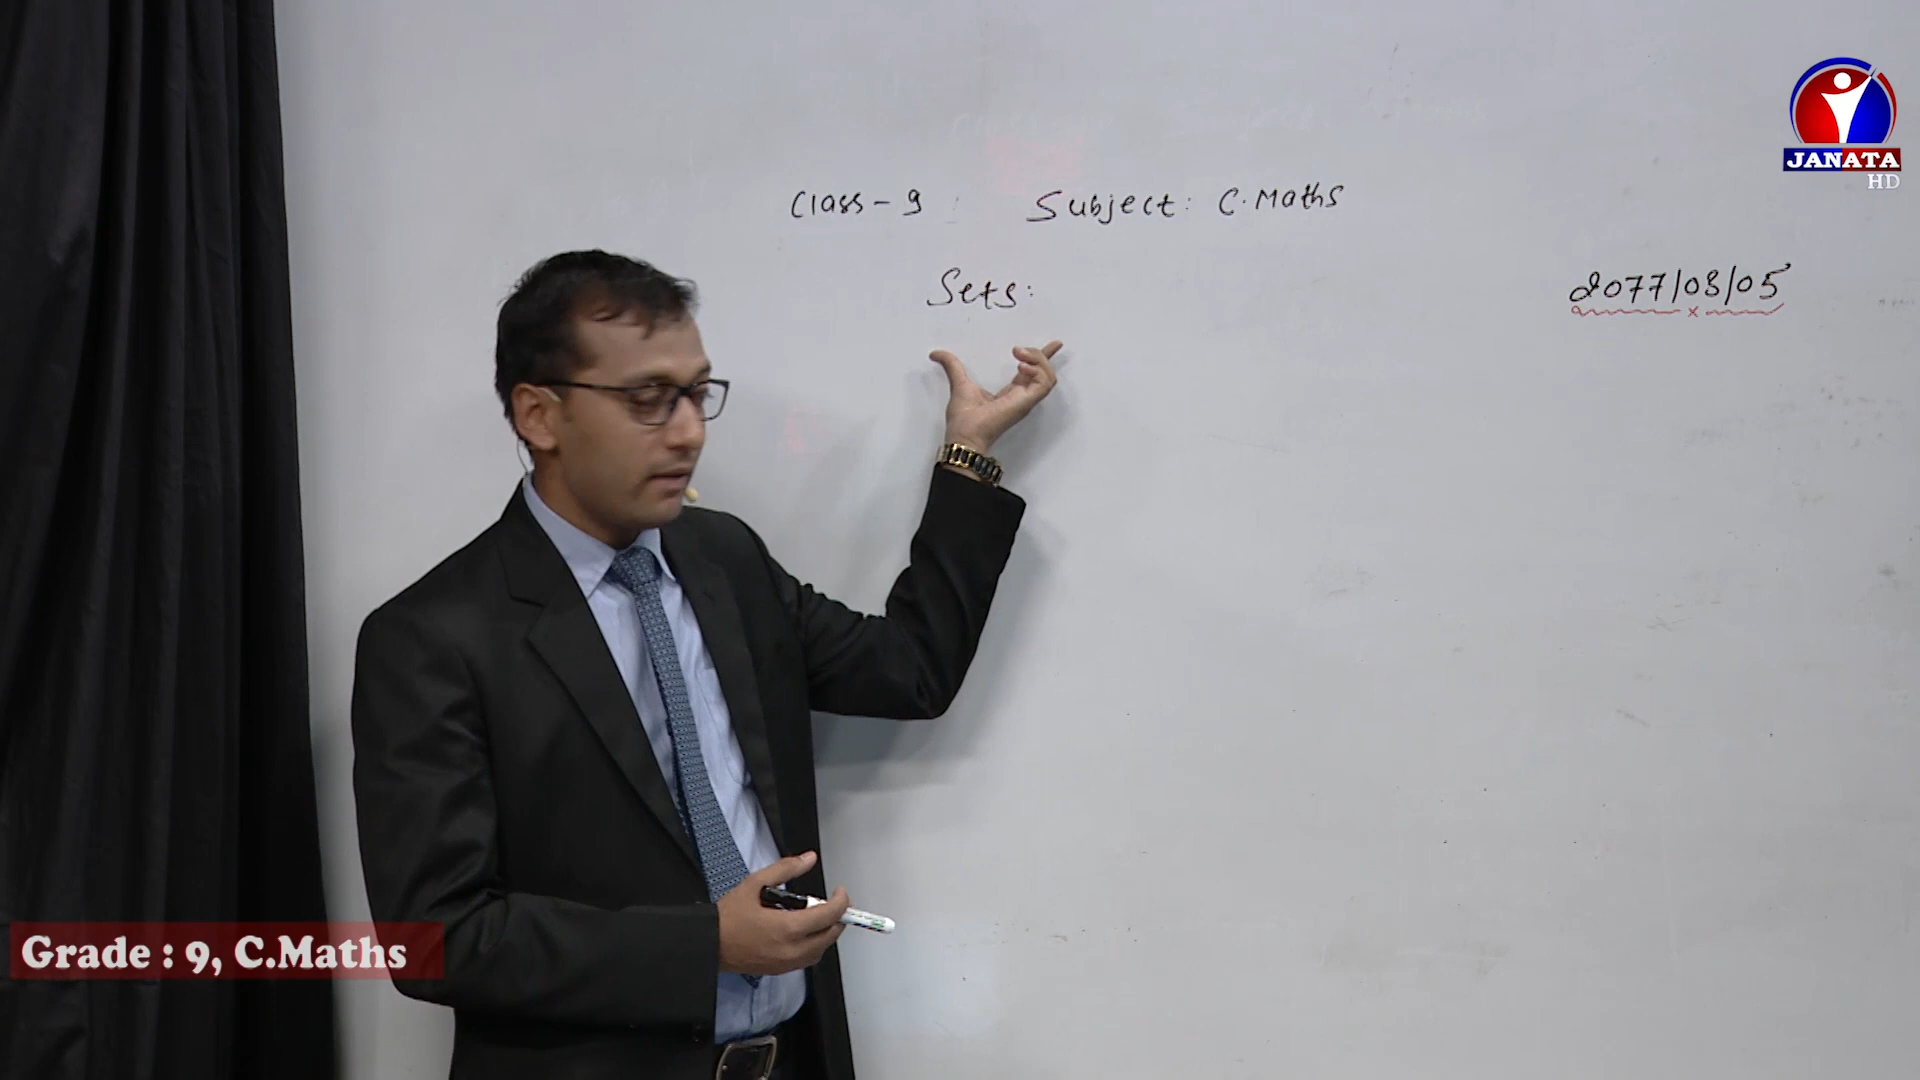 JANATA
HD
Class-9 Subject: C.Maths
Sets:
2077/08/05
Grade : 9, C.Maths